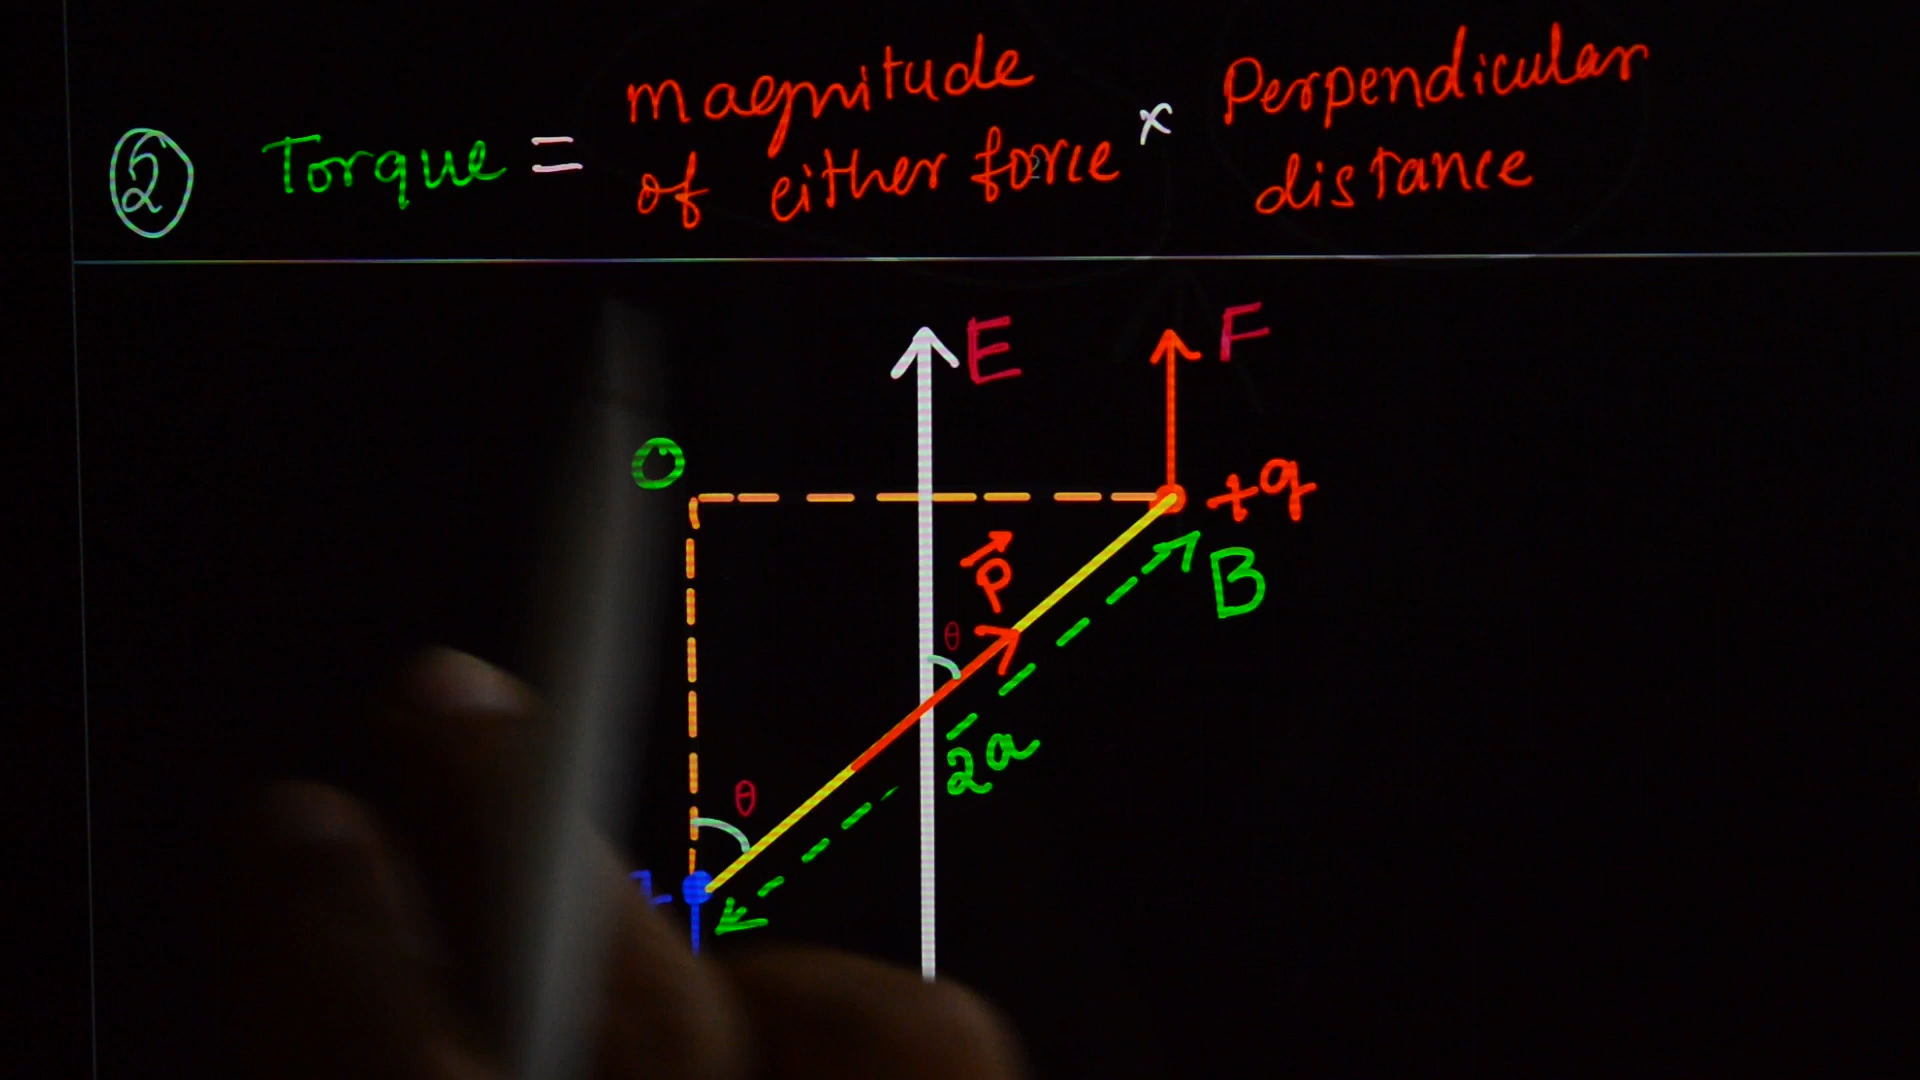 ② Torque = magnitude of either force × Perpendicular distance
E
F
O
+q
p⃗
B
θ
2a
θ